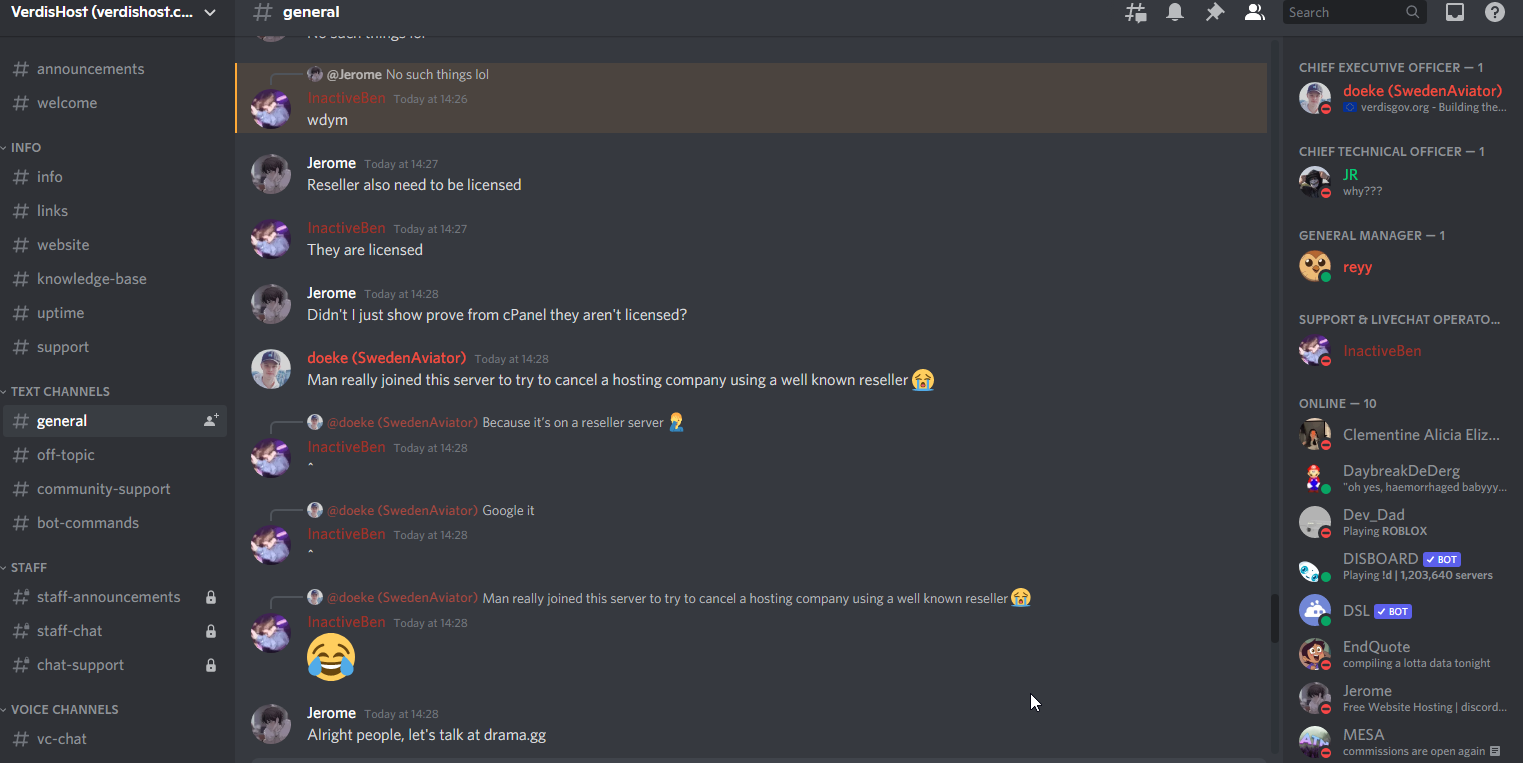 VerdisHost (verdishost.c...
announcements
welcome
INFO
info
links
website
knowledge-base
uptime
support
TEXT CHANNELS
general
off-topic
community-support
bot-commands
STAFF
staff-announcements
staff-chat
chat-support
VOICE CHANNELS
vc-chat
general
Search
No such things lol
@Jerome No such things lol
InactiveBen Today at 14:26
wdym
Jerome Today at 14:27
Reseller also need to be licensed
InactiveBen Today at 14:27
They are licensed
Jerome Today at 14:28
Didn't I just show prove from cPanel they aren't licensed?
doeke (SwedenAviator) Today at 14:28
Man really joined this server to try to cancel a hosting company using a well known reseller 😭
@doeke (SwedenAviator) Because it's on a reseller server 🤦‍♂️
InactiveBen Today at 14:28
^
@doeke (SwedenAviator) Google it
InactiveBen Today at 14:28
^
@doeke (SwedenAviator) Man really joined this server to try to cancel a hosting company using a well known reseller 😭
InactiveBen Today at 14:28
😂
Jerome Today at 14:28
Alright people, let's talk at drama.gg
CHIEF EXECUTIVE OFFICER — 1
doeke (SwedenAviator)
🇪🇺 verdisgov.org - Building the...
CHIEF TECHNICAL OFFICER — 1
JR
why???
GENERAL MANAGER — 1
reyy
SUPPORT & LIVECHAT OPERATO...
InactiveBen
ONLINE — 10
Clementine Alicia Eliz...
DaybreakDeDerg
"oh yes, haemorrhaged babyyy...
Dev_Dad
Playing ROBLOX
DISBOARD ✓ BOT
Playing !d | 1,203,640 servers
DSL ✓ BOT
EndQuote
compiling a lotta data tonight
Jerome
Free Website Hosting | discord...
MESA
commissions are open again